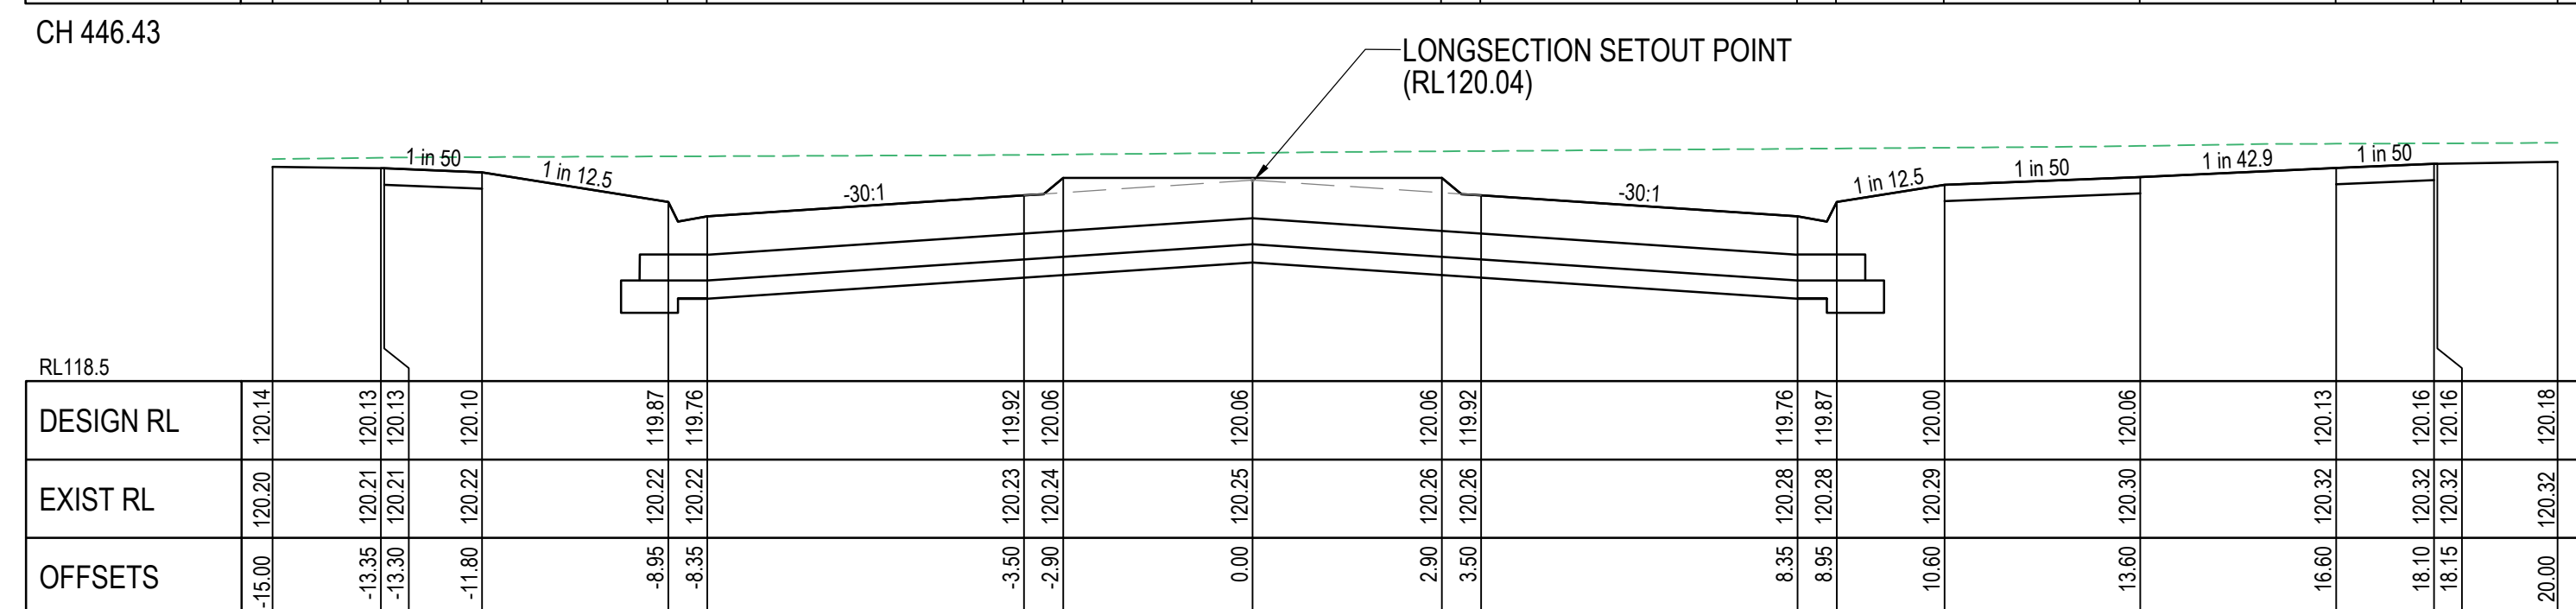 CH 446.43
LONGSECTION SETOUT POINT
(RL120.04)
1 in 50
1 in 12.5
-30:1
-30:1
1 in 12.5
1 in 50
1 in 42.9
1 in 50
RL118.5
DESIGN RL 120.14 120.13 120.13 120.10 119.87 119.76 119.92 120.06 120.06 120.06 119.92 119.76 119.87 120.00 120.06 120.13 120.16 120.16 120.18
EXIST RL 120.20 120.21 120.21 120.22 120.22 120.22 120.23 120.24 120.25 120.26 120.26 120.28 120.28 120.29 120.30 120.32 120.32 120.32 120.32
OFFSETS -15.00 -13.35 -13.30 -11.80 -8.95 -8.35 -3.50 -2.90 0.00 2.90 3.50 8.35 8.95 10.60 13.60 16.60 18.10 18.15 20.00